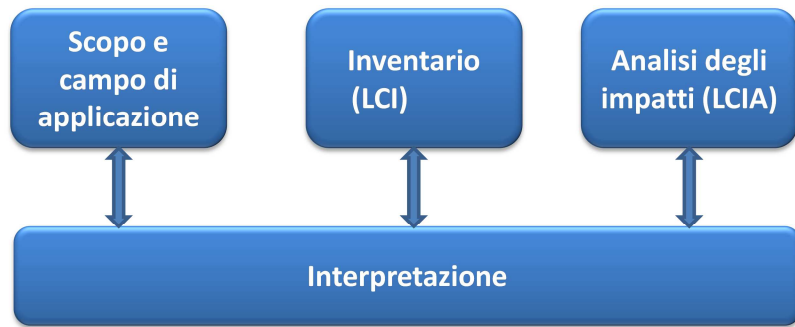 Scopo e
campo di
applicazione
Inventario
(LCI)
Analisi degli
impatti (LCIA)
Interpretazione